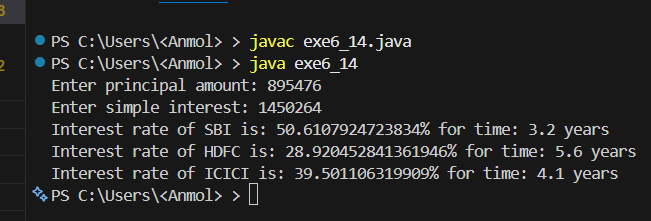 PS C:\Users\<Anmol> > javac exe6_14.java
PS C:\Users\<Anmol> > java exe6_14
Enter principal amount: 895476
Enter simple interest: 1450264
Interest rate of SBI is: 50.6107924723834% for time: 3.2 years
Interest rate of HDFC is: 28.920452841361946% for time: 5.6 years
Interest rate of ICICI is: 39.501106319909% for time: 4.1 years
PS C:\Users\<Anmol> >